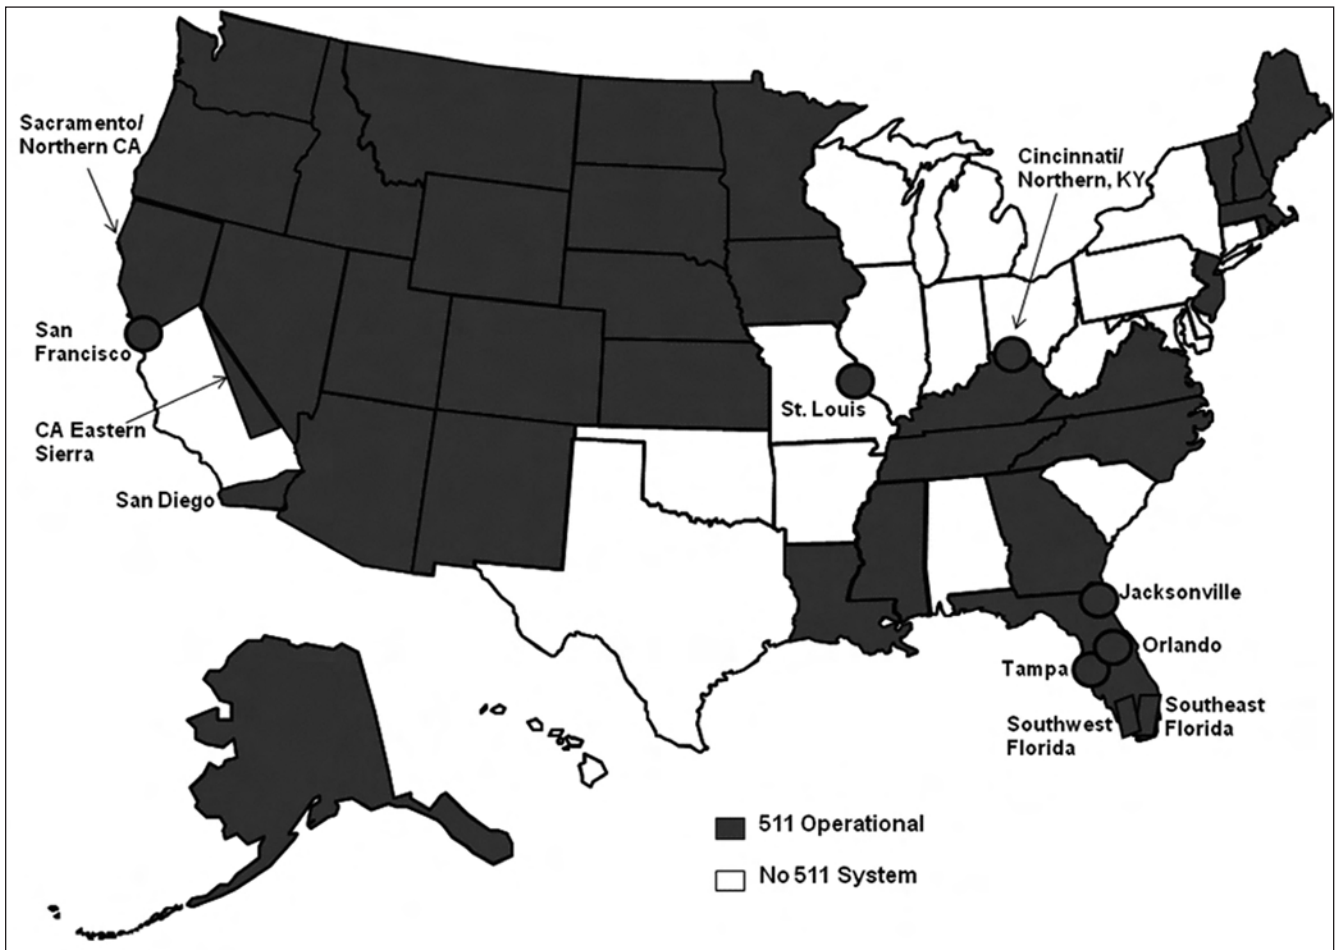 Sacramento/
Northern CA
Cincinnati/
Northern, KY
San
Francisco
CA Eastern
Sierra
San Diego
St. Louis
Jacksonville
Orlando
Tampa
Southeast
Florida
Southwest
Florida
511 Operational
No 511 System